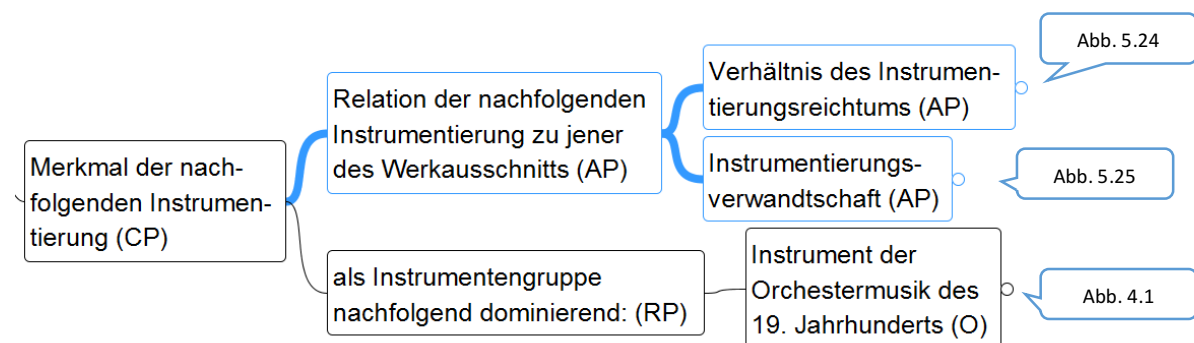 Merkmal der nach-
folgenden Instrumen-
tierung (CP)
Relation der nachfolgenden
Instrumentierung zu jener
des Werkausschnitts (AP)
Verhältnis des Instrumen-
tierungsreichtums (AP)
Abb. 5.24
Instrumentierungs-
verwandtschaft (AP)
Abb. 5.25
als Instrumentengruppe
nachfolgend dominierend: (RP)
Instrument der
Orchestermusik des
19. Jahrhunderts (O)
Abb. 4.1